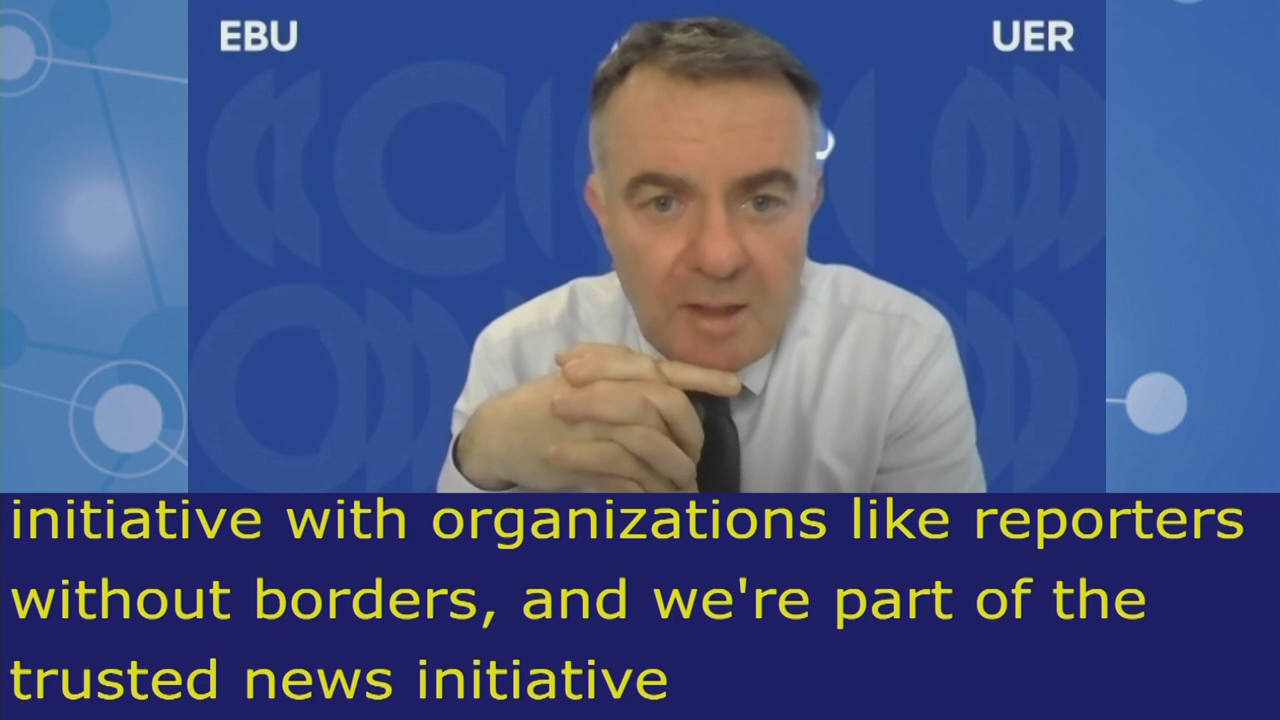 EBU UER
initiative with organizations like reporters
without borders, and we're part of the
trusted news initiative